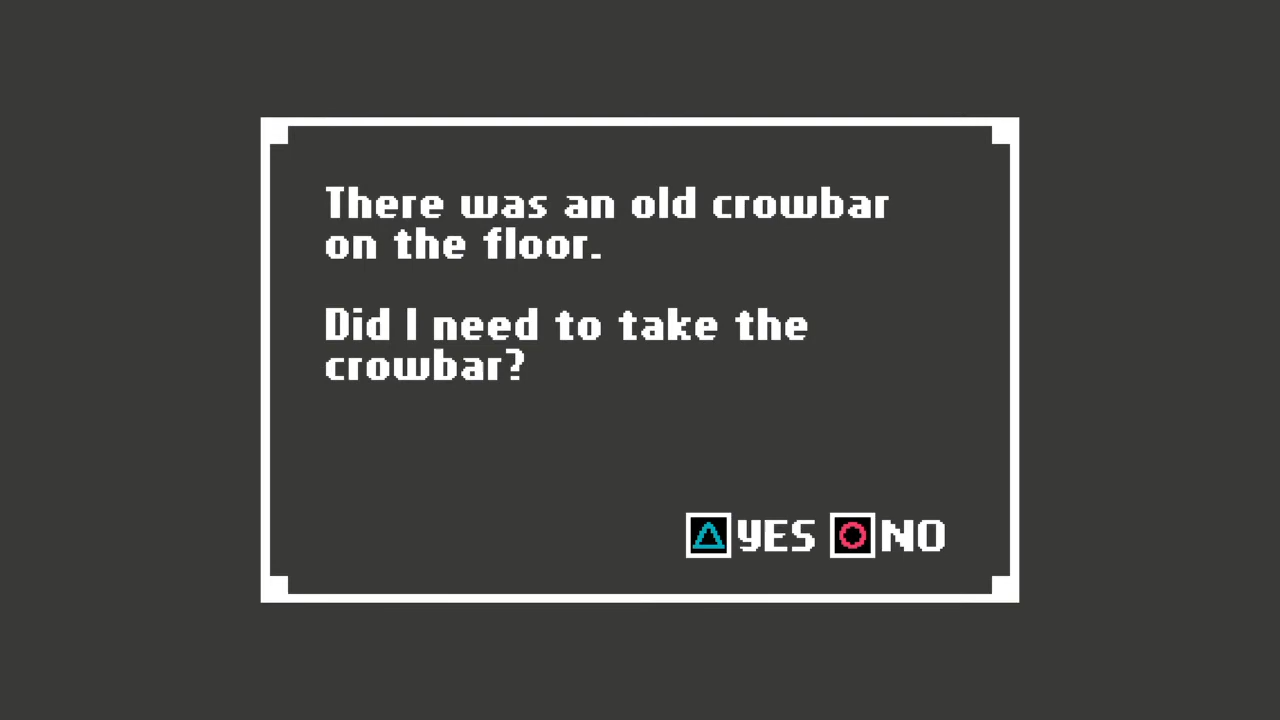 There was an old crowbar
on the floor.
Did I need to take the
crowbar?
YES NO